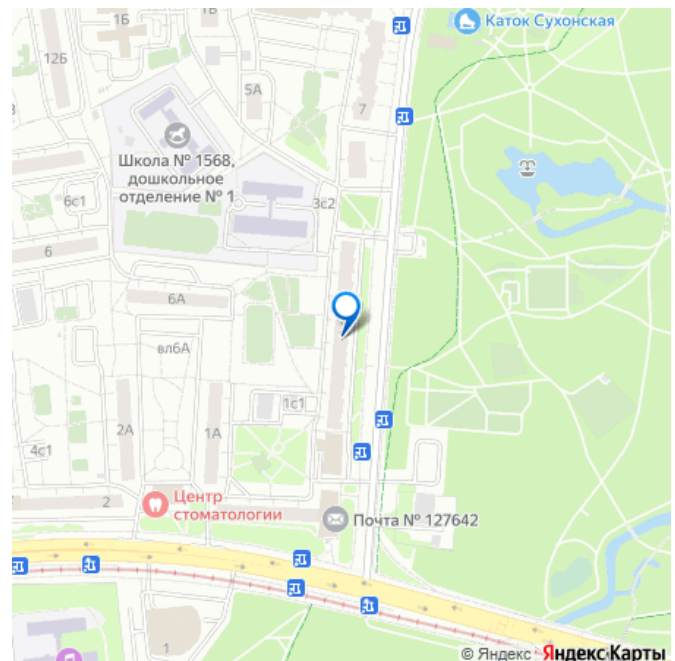 1Б
Каток Сухонская
12Б
5А
7
Школа № 1568,
дошкольное
отделение № 1
6с1
3с2
6
6А
вл6А
1с1
2А
1А
4с1
2
Центр
стоматологии
Почта № 127642
1
© Яндекс Яндекс Карты